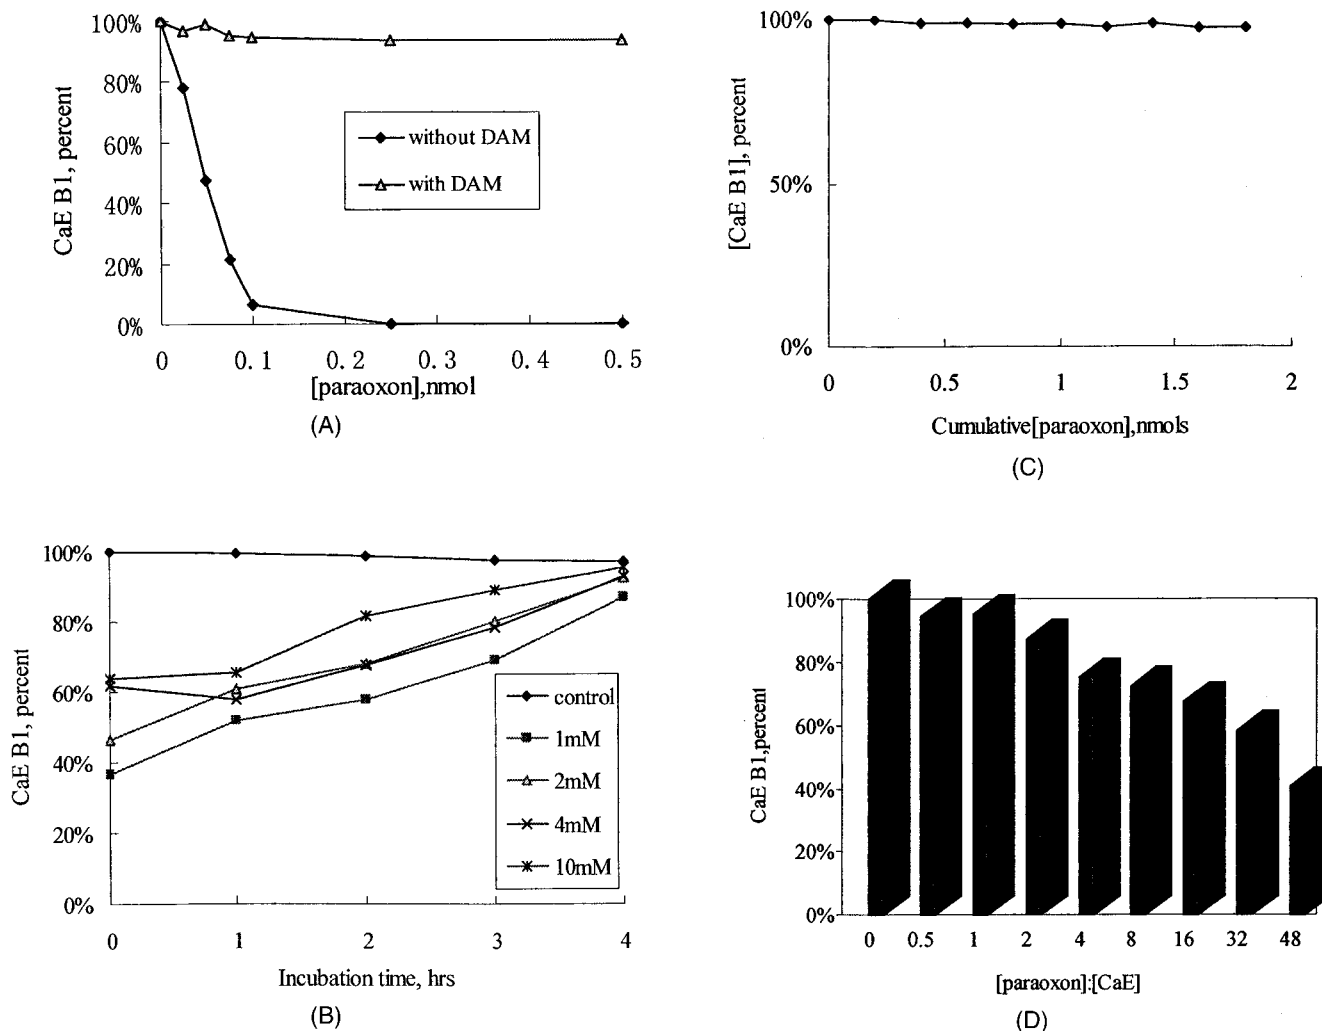 100%
80%
60%
40%
20%
0%
CaE B1, percent
without DAM
with DAM
0 0.1 0.2 0.3 0.4 0.5
[paraoxon],nmol
(A)
100%
50%
0%
[CaE B1], percent
0 0.5 1 1.5 2
Cumulative[paraoxon],nmols
(C)
100%
80%
60%
40%
20%
0%
CaE B1, percent
control
1mM
2mM
4mM
10mM
0 1 2 3 4
Incubation time, hrs
(B)
100%
80%
60%
40%
20%
0%
CaE B1,percent
0 0.5 1 2 4 8 16 32 48
[paraoxon]:[CaE]
(D)